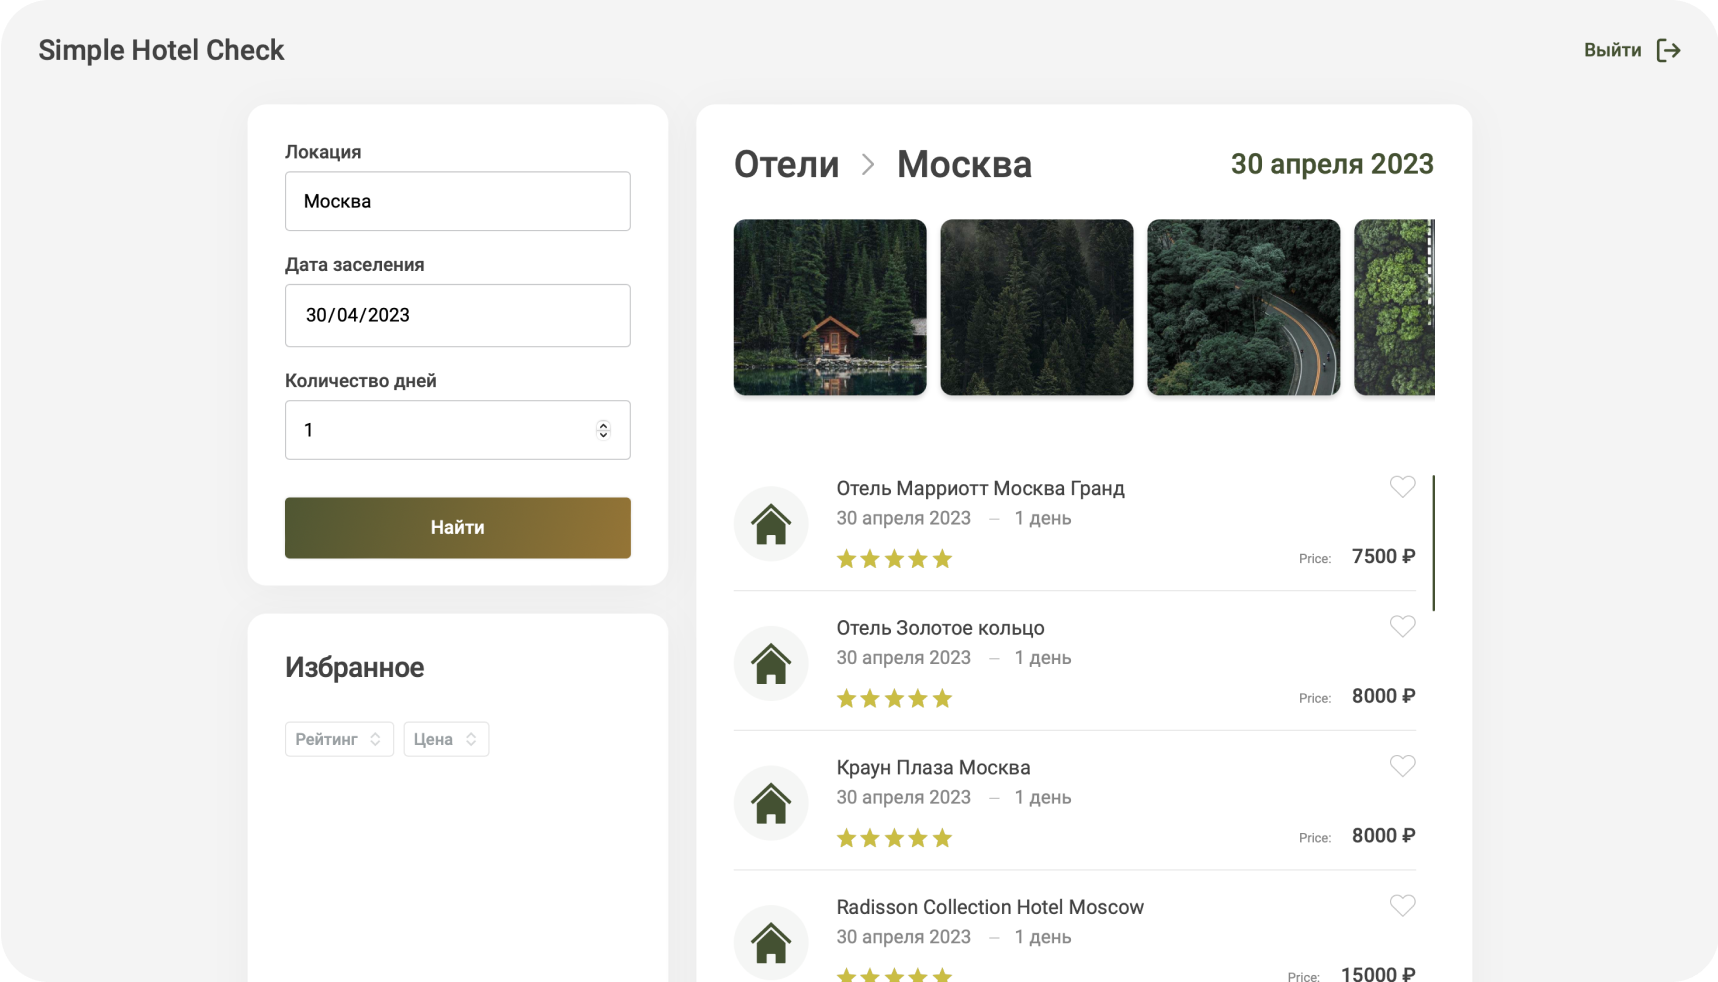 Simple Hotel Check
Выйти
Локация
Москва
Дата заселения
30/04/2023
Количество дней
1
Найти
Избранное
Рейтинг
Цена
Отели > Москва
30 апреля 2023
Отель Марриотт Москва Гранд
30 апреля 2023 – 1 день
Price: 7500 ₽
Отель Золотое кольцо
30 апреля 2023 – 1 день
Price: 8000 ₽
Краун Плаза Москва
30 апреля 2023 – 1 день
Price: 8000 ₽
Radisson Collection Hotel Moscow
30 апреля 2023 – 1 день
Price: 15000 ₽